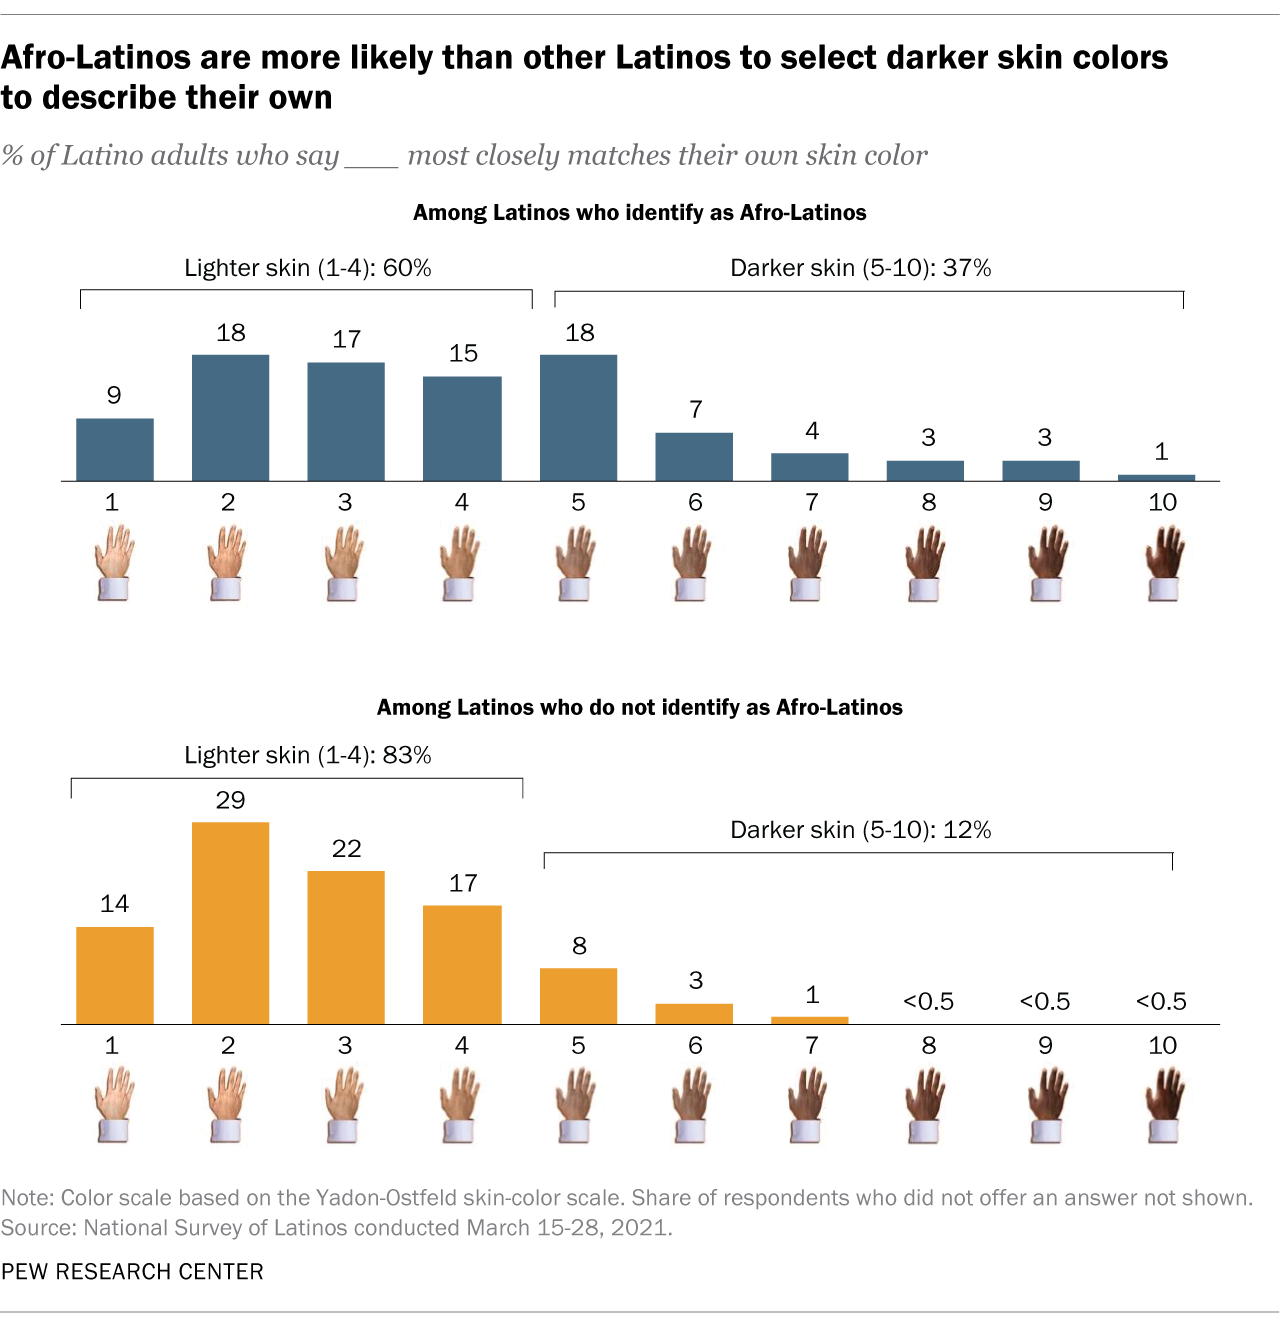 Afro-Latinos are more likely than other Latinos to select darker skin colors
to describe their own
% of Latino adults who say ___ most closely matches their own skin color
Among Latinos who identify as Afro-Latinos
Lighter skin (1-4): 60% Darker skin (5-10): 37%
9 18 17 15 18 7 4 3 3 1
1 2 3 4 5 6 7 8 9 10
Among Latinos who do not identify as Afro-Latinos
Lighter skin (1-4): 83%
Darker skin (5-10): 12%
14 29 22 17 8 3 1 <0.5 <0.5 <0.5
1 2 3 4 5 6 7 8 9 10
Note: Color scale based on the Yadon-Ostfeld skin-color scale. Share of respondents who did not offer an answer not shown.
Source: National Survey of Latinos conducted March 15-28, 2021.
PEW RESEARCH CENTER